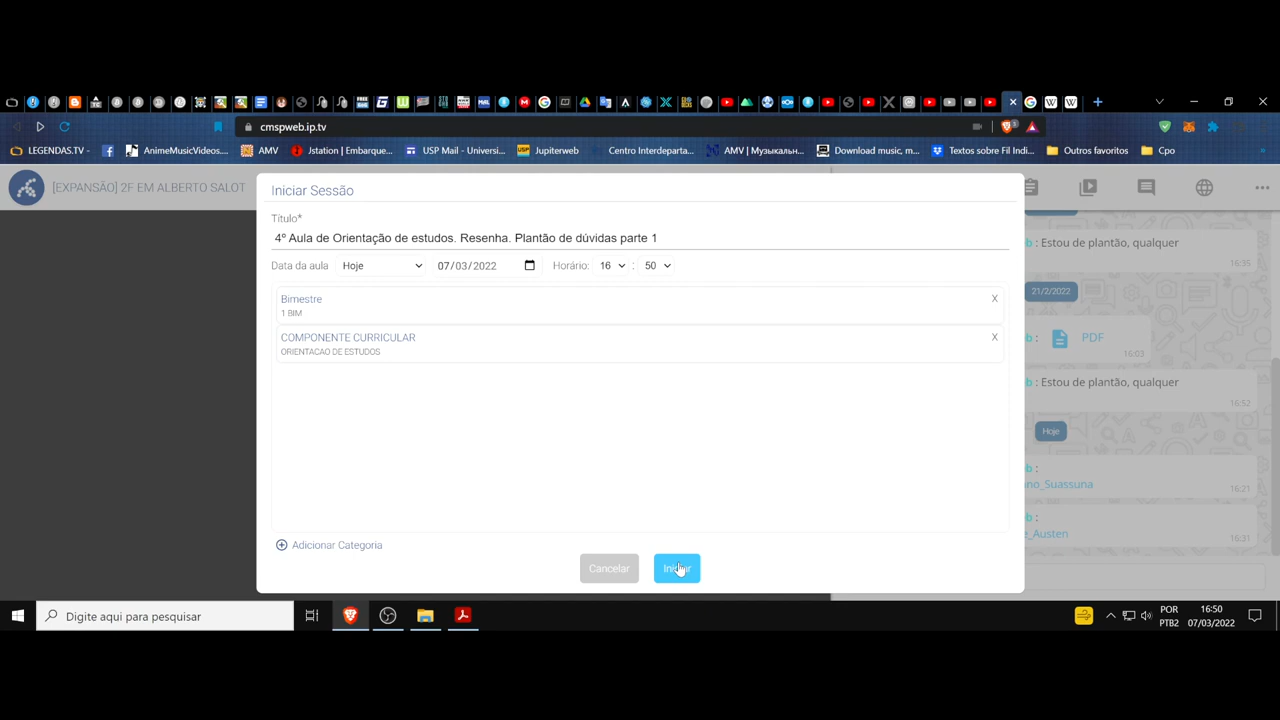 cmspweb.ip.tv
LEGENDAS.TV -
AnimeMusicVideos...
AMV
Jstation | Embarque...
USP Mail - Universi...
Jupiterweb
Centro Interdeparta...
AMV | Музыкальн...
Download music, m...
Textos sobre Fil Indi...
Outros favoritos
Cpo
[EXPANSÃO] 2F EM ALBERTO SALOT
Iniciar Sessão
Título*
4º Aula de Orientação de estudos. Resenha. Plantão de dúvidas parte 1
Data da aula Hoje 07/03/2022 Horário: 16 : 50
Bimestre X
1 BIM
COMPONENTE CURRICULAR X
ORIENTACAO DE ESTUDOS
Adicionar Categoria
Cancelar Iniciar
: Estou de plantão, qualquer
16:35
21/2/2022
b : PDF
16:03
b : Estou de plantão, qualquer
16:52
Hoje
b :
ano_Suassuna
16:21
b :
e_Austen
16:31
Digite aqui para pesquisar
POR
PTB2
16:50
07/03/2022